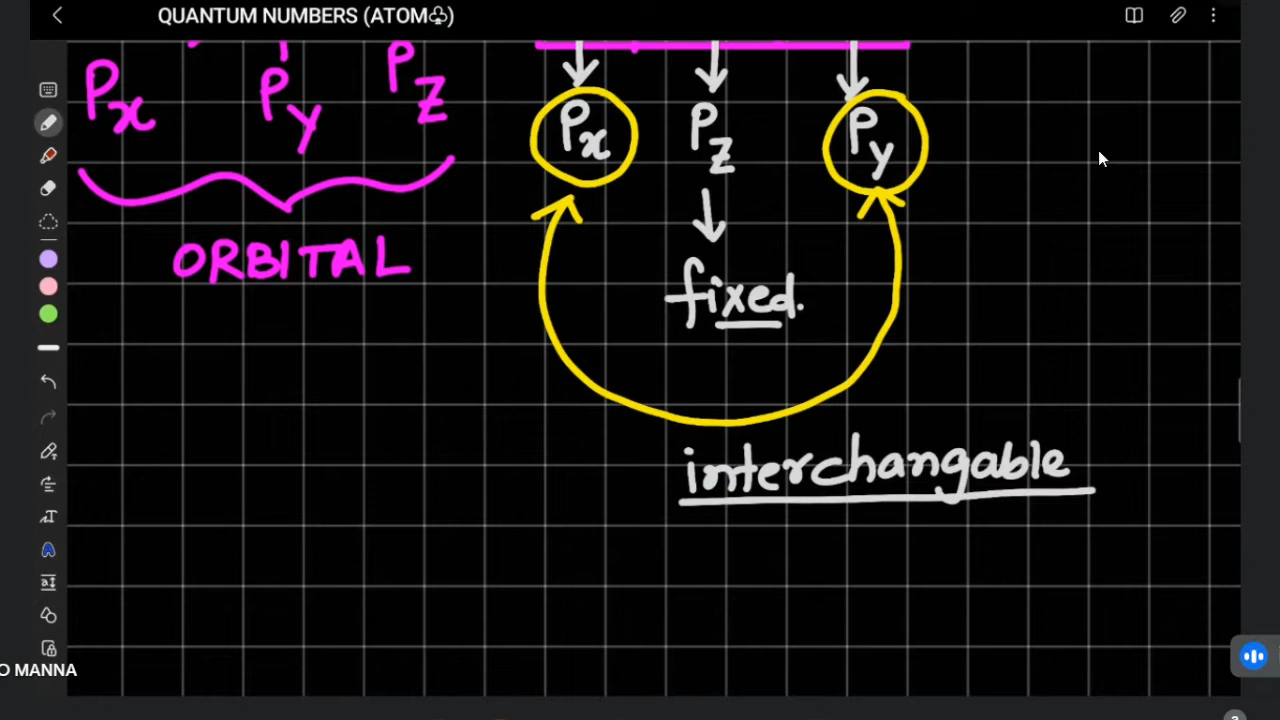 QUANTUM NUMBERS (ATOM♧)
Px Py Pz
ORBITAL
Px Pz Py
fixed.
interchangable
O MANNA